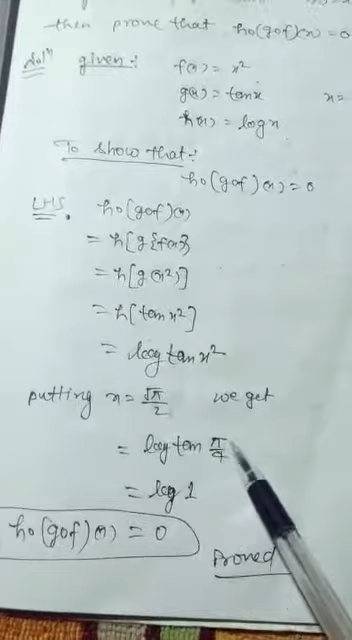 then prove that ho(gof)(x) = 0
Solⁿ given:- f(x) = x²
g(x) = tanx x =
h(x) = logx
To show that:-
ho(gof)(x) = 0
LHS. ho(gof)(x)
= h[g{f(x)}
= h[g(x²)]
= h[tan x²]
= log tan x²
putting x = √π/2 we get
= log tan π/4
= log 1
ho(gof)(x) = 0
Proved